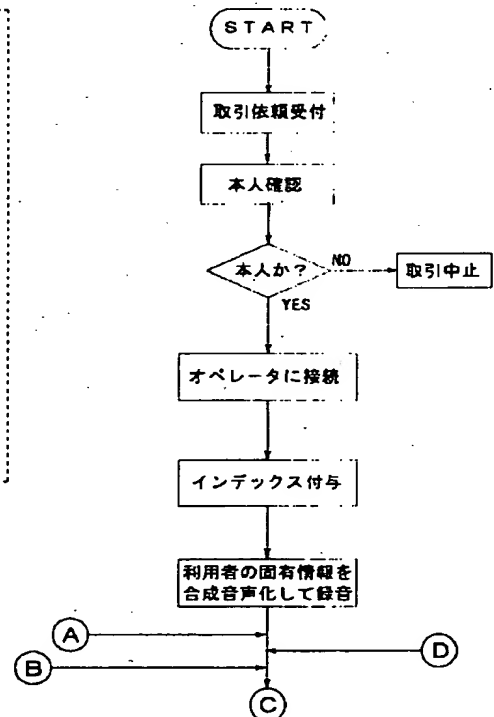 START
取引依頼受付
本人確認
本人か?
NO
取引中止
YES
オペレータに接続
インデックス付与
利用者の固有情報を
合成音声化して録音
A
D
B
C